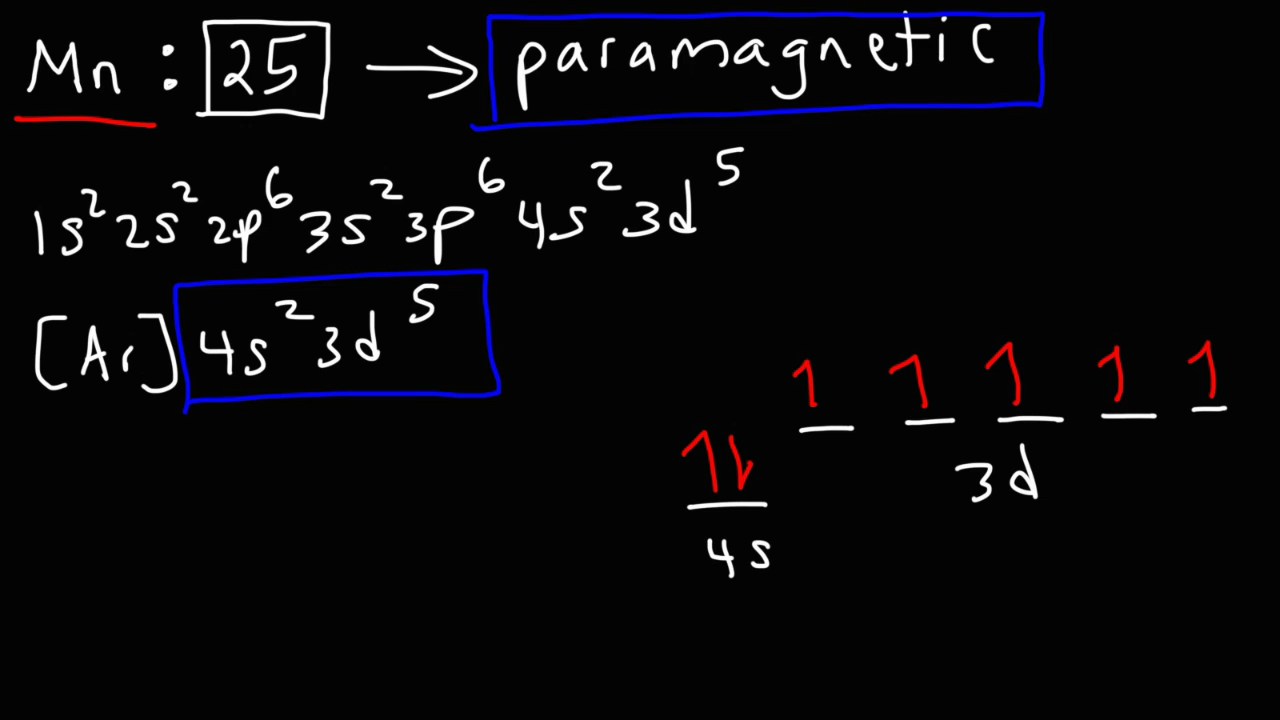 Mn : 25 → paramagnetic
1s² 2s² 2p⁶ 3s² 3p⁶ 4s² 3d⁵
[Ar] 4s² 3d⁵
↑ ↑ ↑ ↑ ↑
3d
↑↓
4s